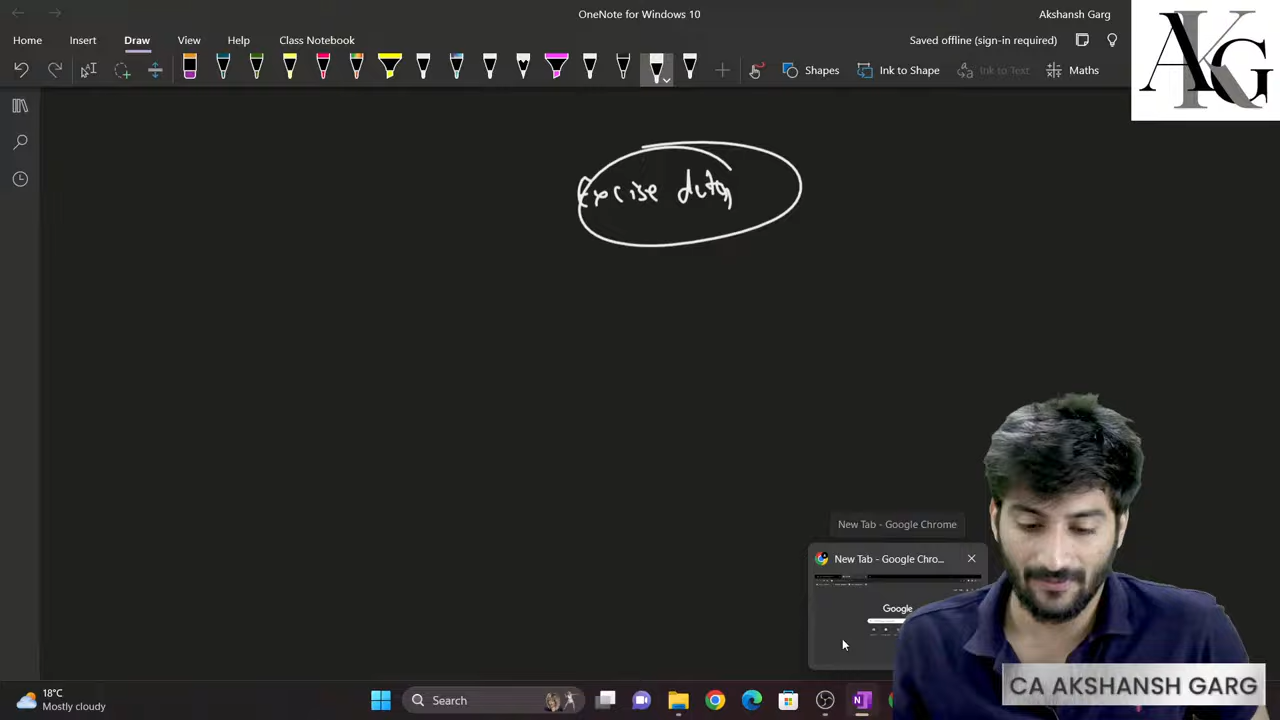 OneNote for Windows 10
Akshansh Garg
Home Insert Draw View Help Class Notebook
Saved offline (sign-in required)
Shapes Ink to Shape Ink to Text Maths
AKG
Excise duty
New Tab - Google Chrome
New Tab - Google Chro...
Google
CA AKSHANSH GARG
18°C
Mostly cloudy
Search